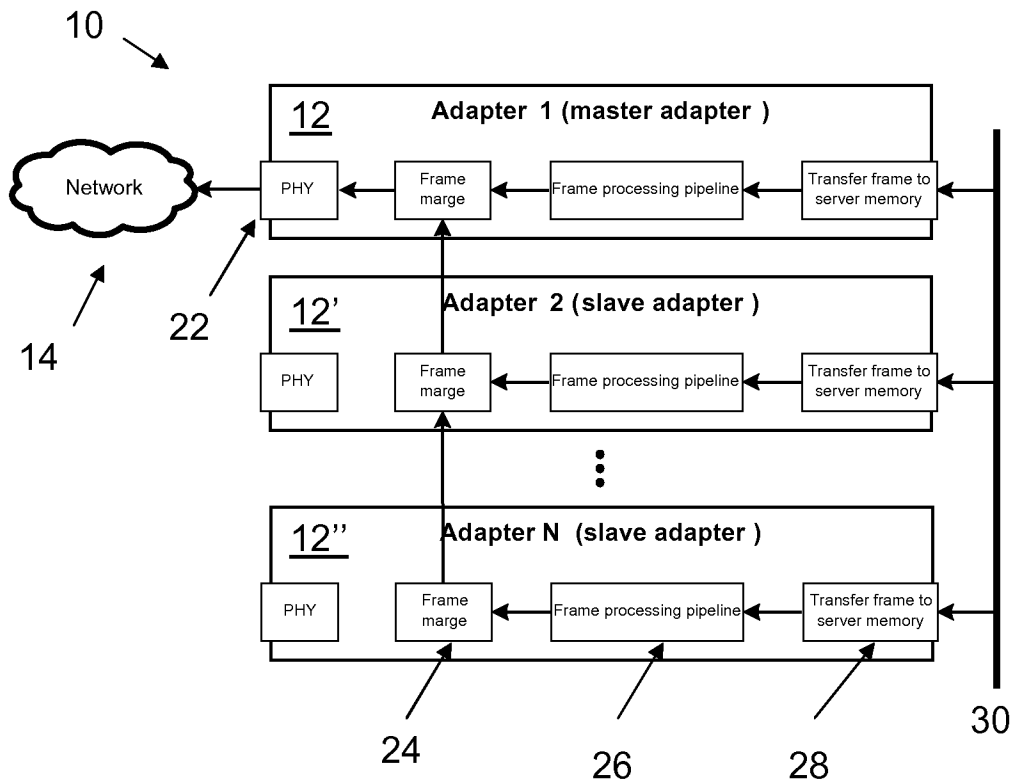 10
12 Adapter 1 (master adapter )
Network
PHY
Frame
marge
Frame processing pipeline
Transfer frame to
server memory
14
22
12’ Adapter 2 (slave adapter )
PHY
Frame
marge
Frame processing pipeline
Transfer frame to
server memory
12’’ Adapter N (slave adapter )
PHY
Frame
marge
Frame processing pipeline
Transfer frame to
server memory
24
26
28
30